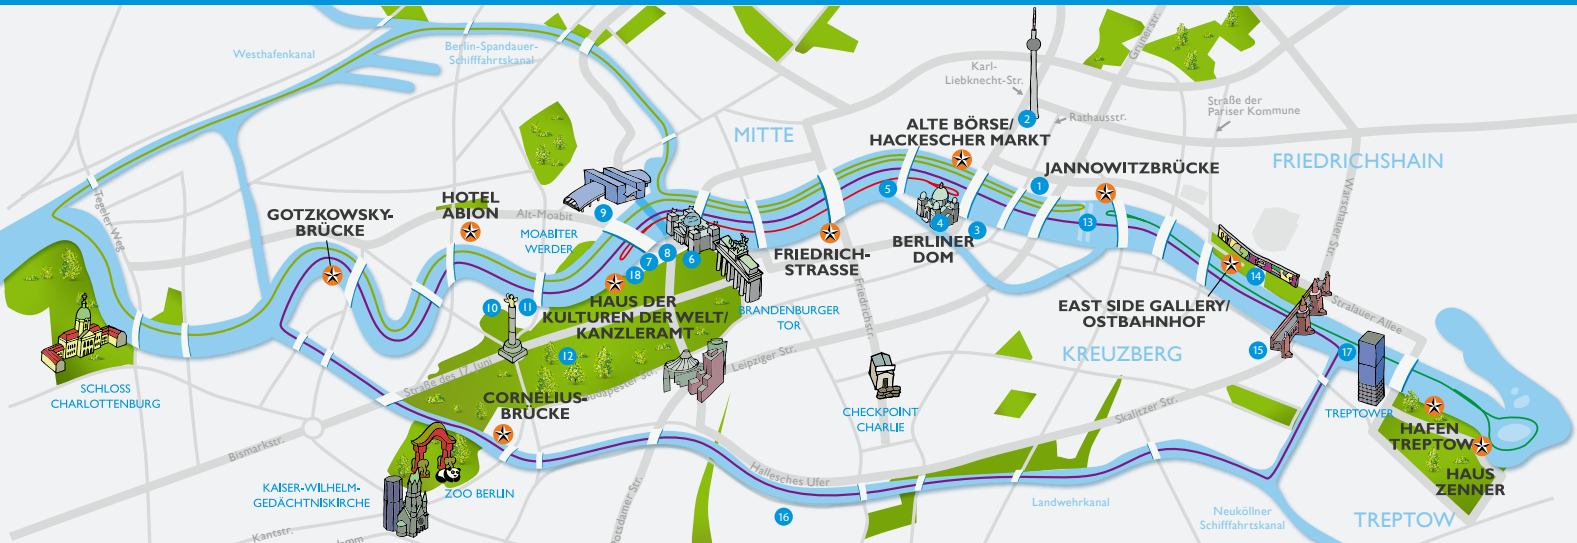 Westhafenkanal
Berlin-Spandauer-
Schifffahrtskanal
Karl-
Liebknecht-Str.
Grunerstr.
Straße der
Pariser Kommune
2
Rathausstr.
MITTE
ALTE BÖRSE/
HACKESCHER MARKT
FRIEDRICHSHAIN
JANNOWITZBRÜCKE
Warschauer Str.
Tegeler Weg
GOTZKOWSKY-
BRÜCKE
HOTEL
ABION
Alt-Moabit
9
MOABITER
WERDER
5
1
4
3
13
BERLINER
DOM
FRIEDRICH-
STRASSE
8
7
6
18
14
10
11
HAUS DER
KULTUREN DER WELT/
KANZLERAMT
BRANDENBURGER
TOR
Friedrichstr.
EAST SIDE GALLERY/
OSTBAHNHOF
Stralauer Allee
KREUZBERG
15
17
12
Leipziger Str.
Straße des 17. Juni
SCHLOSS
CHARLOTTENBURG
CORNELIUS-
BRÜCKE
CHECKPOINT
CHARLIE
Skalitzer Str.
TREPTOWER
HAFEN
TREPTOW
HAUS
ZENNER
Bismarckstr.
KAISER-WILHELM-
GEDÄCHTNISKIRCHE
ZOO BERLIN
Hallesches Ufer
Potsdamer Str.
16
Landwehrkanal
Neuköllner
Schifffahrtskanal
TREPTOW
Kantstr.